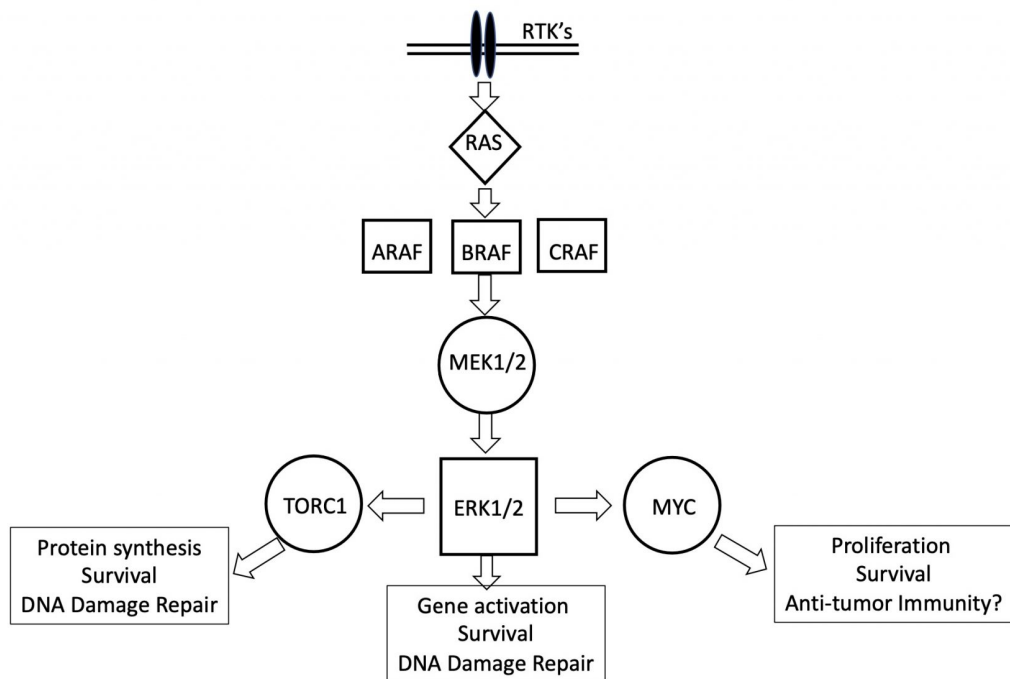 RTK's
RAS
ARAF
BRAF
CRAF
MEK1/2
TORC1
ERK1/2
MYC
Protein synthesis
Survival
DNA Damage Repair
Gene activation
Survival
DNA Damage Repair
Proliferation
Survival
Anti-tumor Immunity?